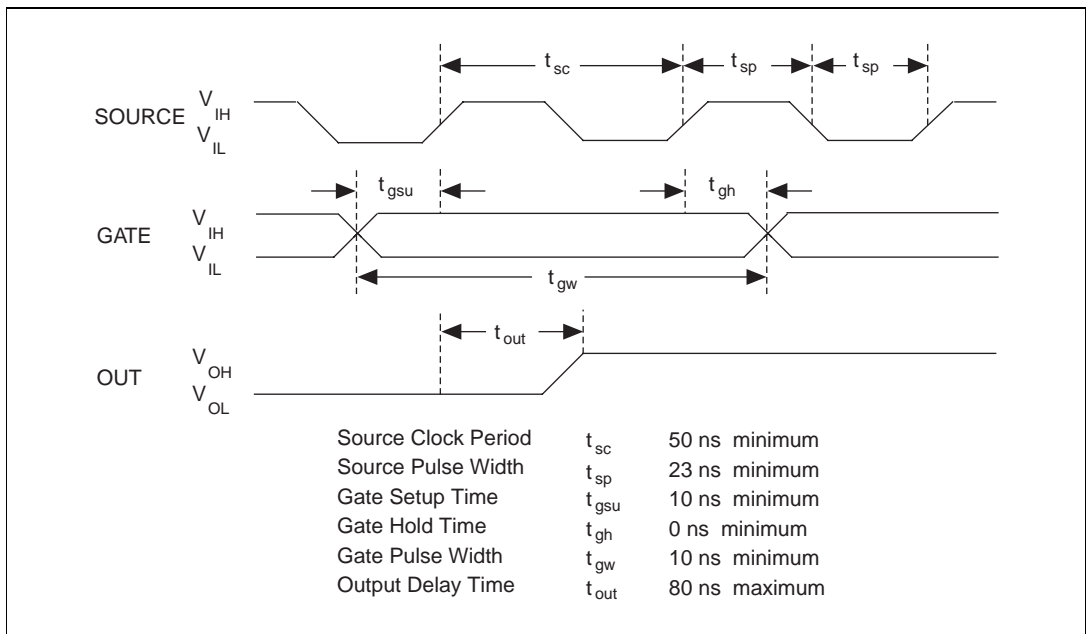 t sc t sp t sp
SOURCE V IH
V IL
t gsu t gh
GATE V IH
V IL
t gw
t out
OUT V OH
V OL
Source Clock Period t sc 50 ns minimum
Source Pulse Width t sp 23 ns minimum
Gate Setup Time t gsu 10 ns minimum
Gate Hold Time t gh 0 ns minimum
Gate Pulse Width t gw 10 ns minimum
Output Delay Time t out 80 ns maximum